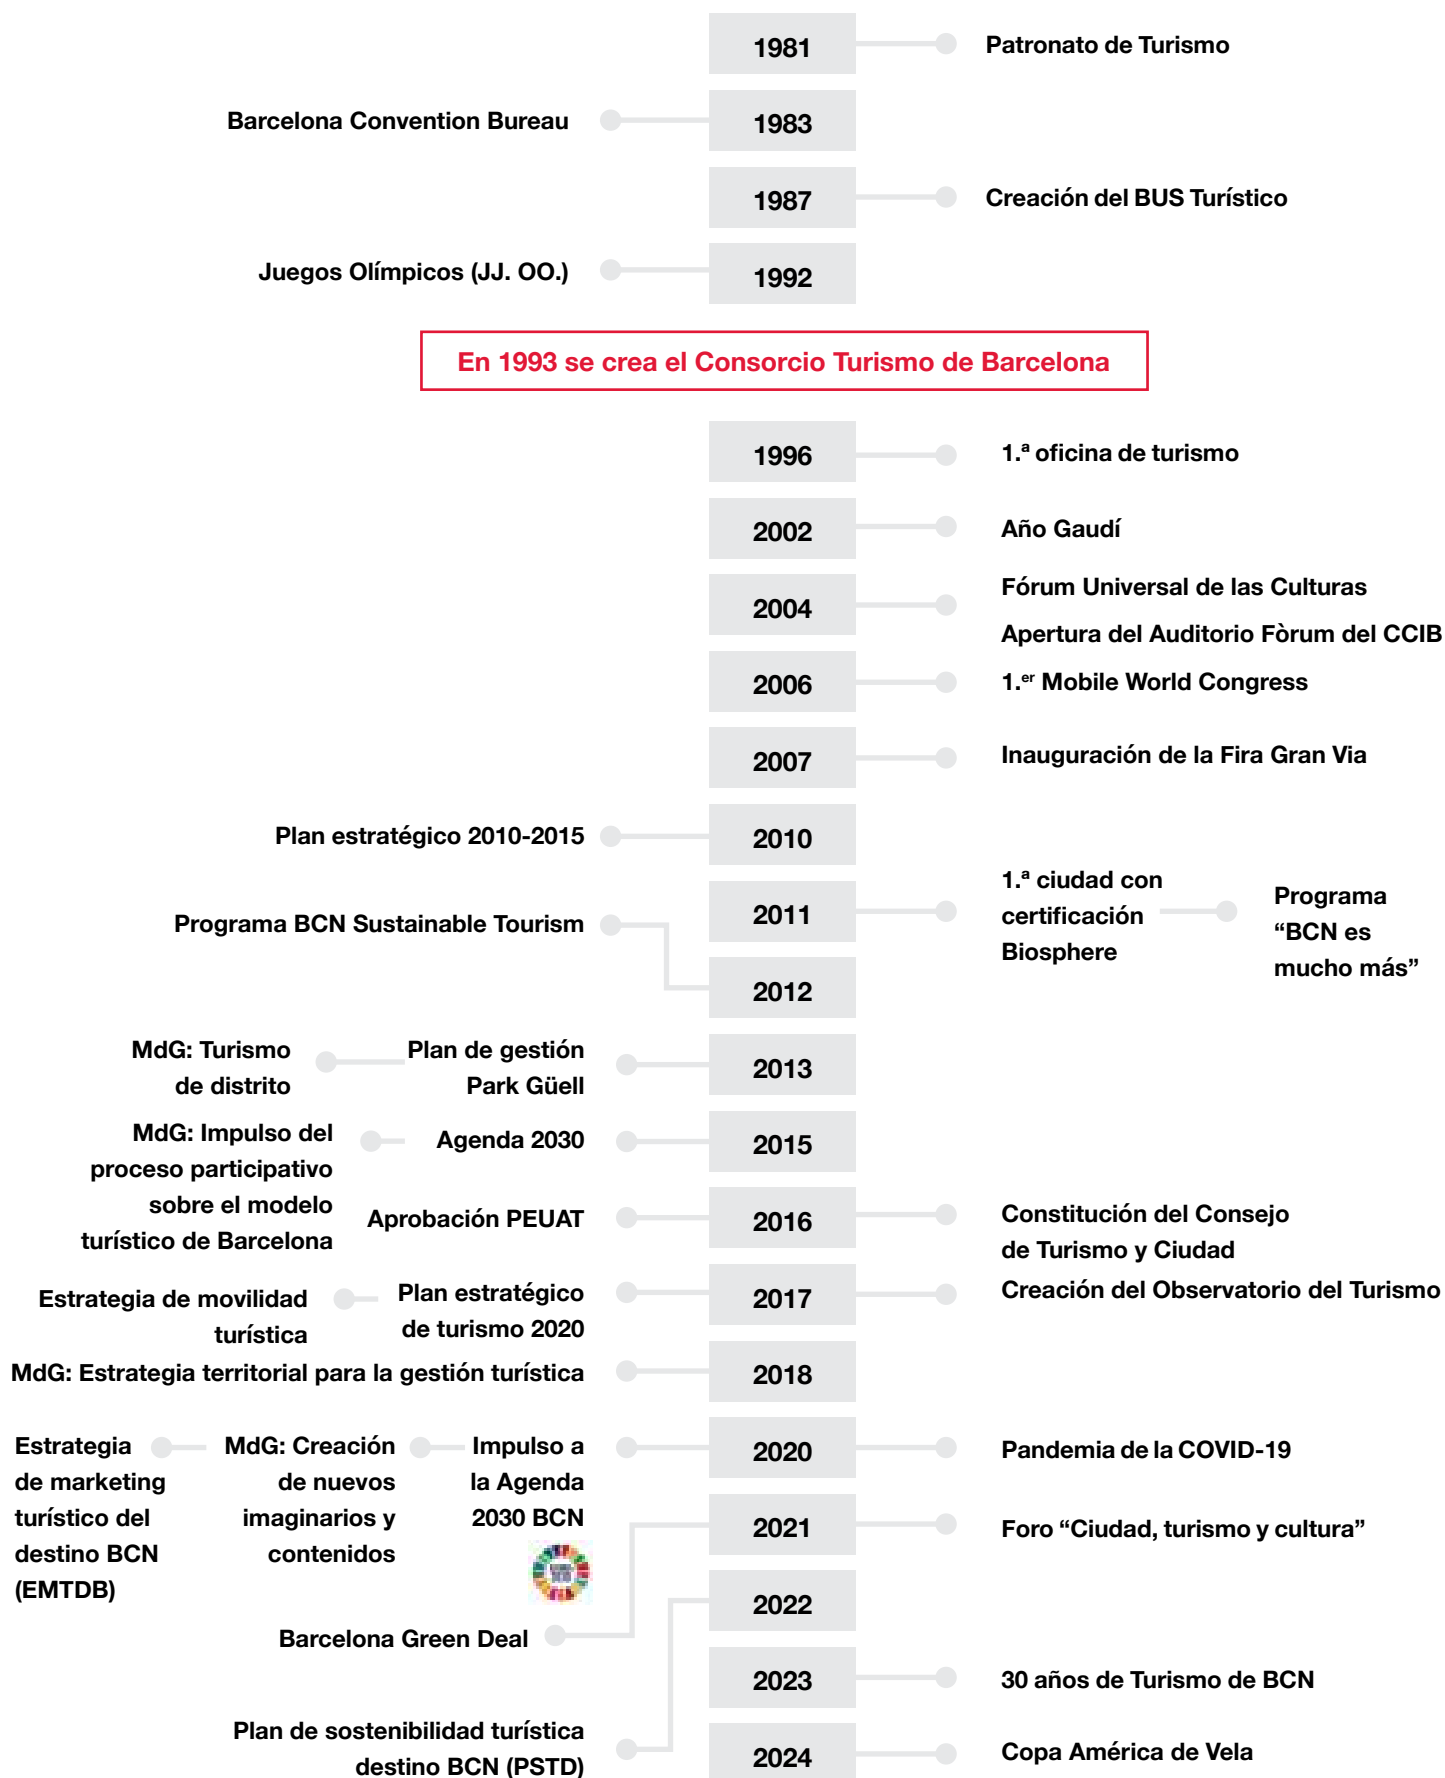 1981
Patronato de Turismo
Barcelona Convention Bureau
1983
1987
Creación del BUS Turístico
Juegos Olímpicos (JJ. OO.)
1992
En 1993 se crea el Consorcio Turismo de Barcelona
1996
1.ª oficina de turismo
2002
Año Gaudí
2004
Fórum Universal de las Culturas
Apertura del Auditorio Fòrum del CCIB
2006
1.er Mobile World Congress
2007
Inauguración de la Fira Gran Via
Plan estratégico 2010-2015
2010
2011
1.ª ciudad con
certificación
Biosphere
Programa
“BCN es
mucho más”
Programa BCN Sustainable Tourism
2012
MdG: Turismo
de distrito
Plan de gestión
Park Güell
2013
MdG: Impulso del
proceso participativo
sobre el modelo
turístico de Barcelona
Agenda 2030
2015
Aprobación PEUAT
2016
Constitución del Consejo
de Turismo y Ciudad
Estrategia de movilidad
turística
Plan estratégico
de turismo 2020
2017
Creación del Observatorio del Turismo
MdG: Estrategia territorial para la gestión turística
2018
Estrategia
de marketing
turístico del
destino BCN
(EMTDB)
MdG: Creación
de nuevos
imaginarios y
contenidos
Impulso a
la Agenda
2030 BCN
2020
Pandemia de la COVID-19
2021
Foro “Ciudad, turismo y cultura”
Barcelona Green Deal
2022
2023
30 años de Turismo de BCN
Plan de sostenibilidad turística
destino BCN (PSTD)
2024
Copa América de Vela